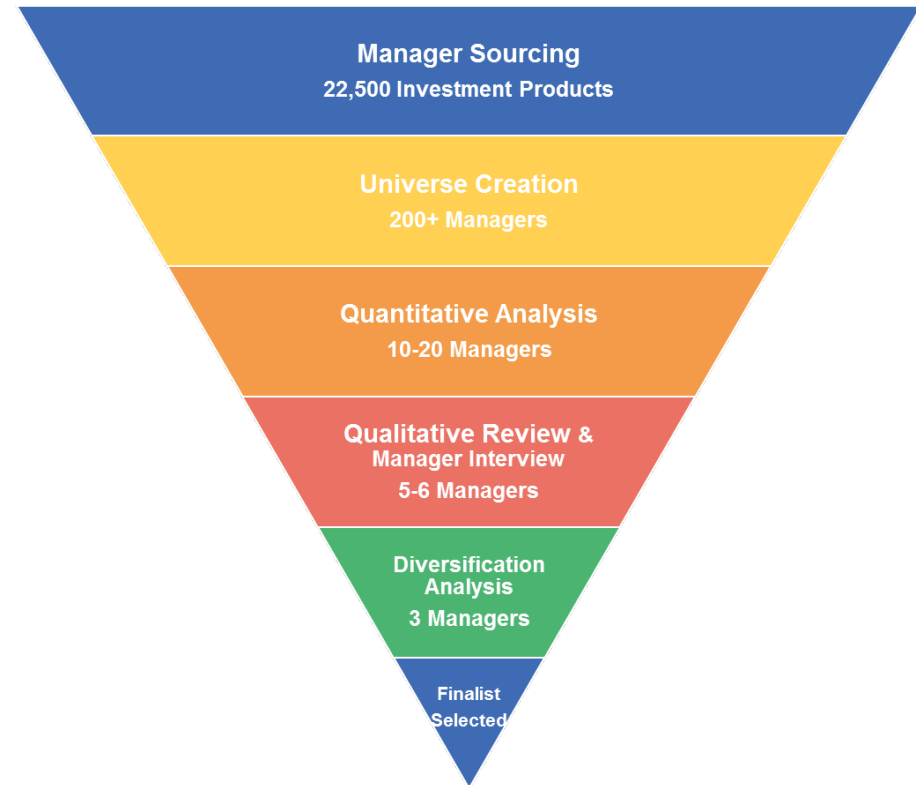 Manager Sourcing
22,500 Investment Products
Universe Creation
200+ Managers
Quantitative Analysis
10-20 Managers
Qualitative Review &
Manager Interview
5-6 Managers
Diversification
Analysis
3 Managers
Finalist
Selected